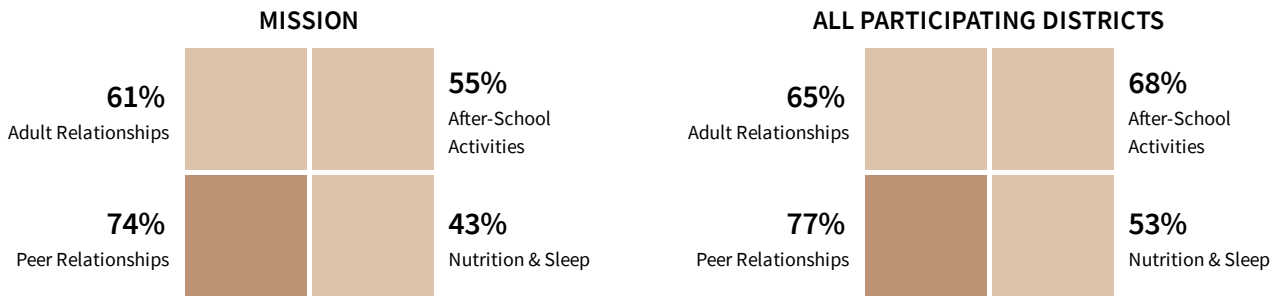 MISSION
61%
Adult Relationships
55%
After-School
Activities
74%
Peer Relationships
43%
Nutrition & Sleep
ALL PARTICIPATING DISTRICTS
65%
Adult Relationships
68%
After-School
Activities
77%
Peer Relationships
53%
Nutrition & Sleep